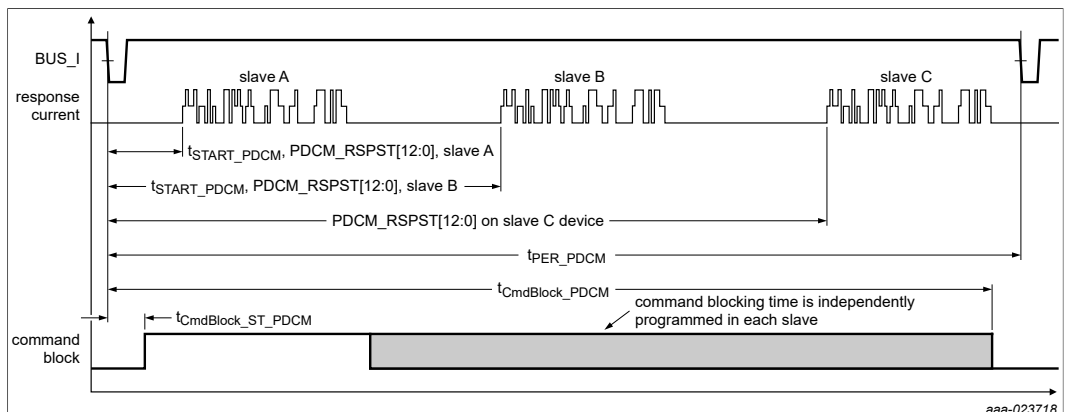 BUS_I
slave A
slave B
slave C
response
current
tSTART_PDCM, PDCM_RSPST[12:0], slave A
tSTART_PDCM, PDCM_RSPST[12:0], slave B
PDCM_RSPST[12:0] on slave C device
tPER_PDCM
tCmdBlock_PDCM
command blocking time is independently
programmed in each slave
tCmdBlock_ST_PDCM
command
block
aaa-023718